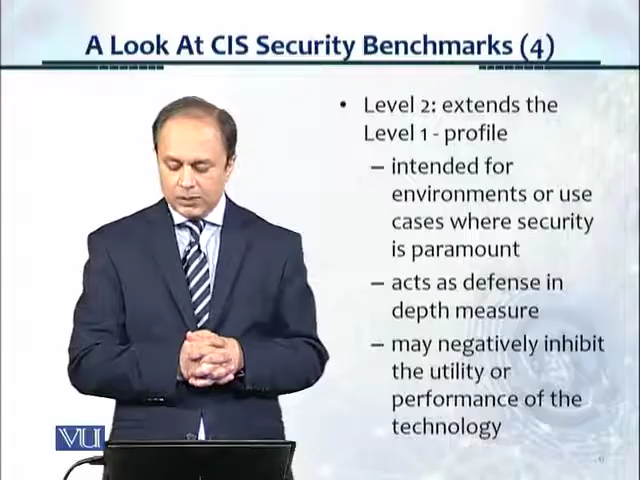 A Look At CIS Security Benchmarks (4)
• Level 2: extends the
Level 1 - profile
– intended for
environments or use
cases where security
is paramount
– acts as defense in
depth measure
– may negatively inhibit
the utility or
performance of the
technology
VU